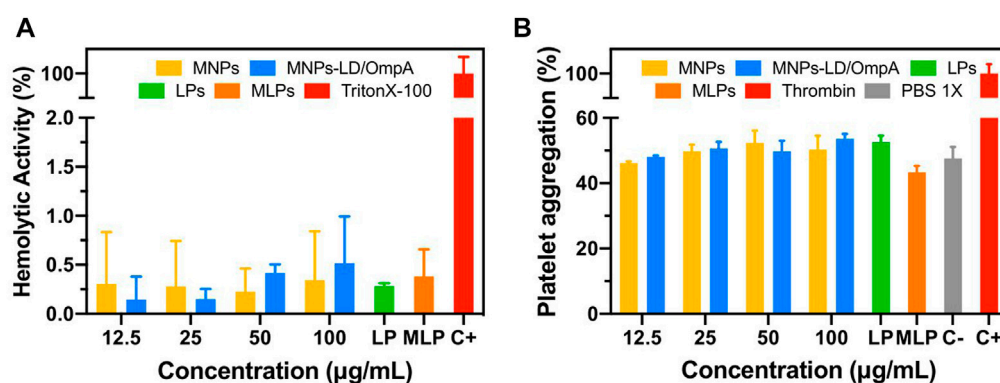 A
Hemolytic Activity (%)
100
2.0
1.5
1.0
0.5
0.0
MNPs MNPs-LD/OmpA
LPs MLPs TritonX-100
12.5 25 50 100 LP MLP C+
Concentration (µg/mL)
B
Platelet aggregation (%)
100
60
40
20
0
MNPs MNPs-LD/OmpA LPs
MLPs Thrombin PBS 1X
12.5 25 50 100 LP MLP C- C+
Concentration (µg/mL)